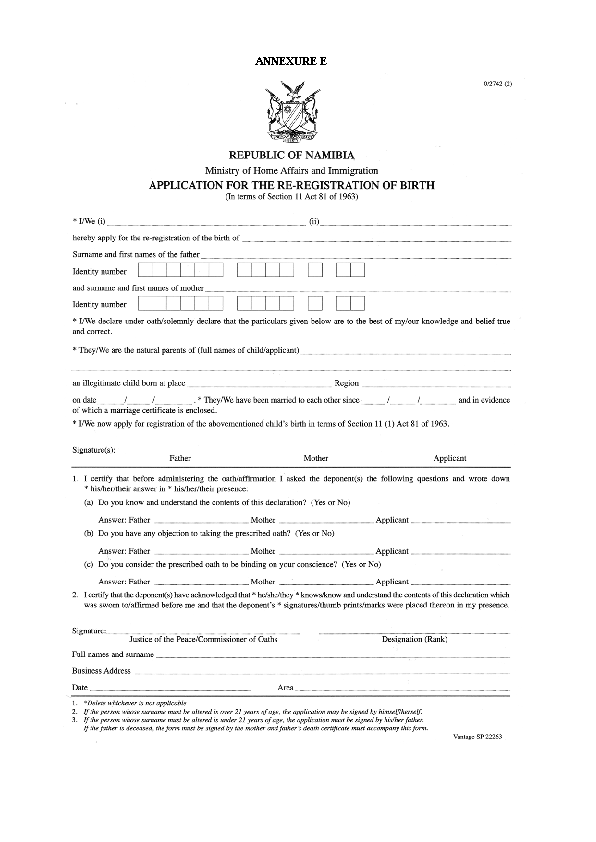 ANNEXURE E
0/2742 (1)
REPUBLIC OF NAMIBIA
Ministry of Home Affairs and Immigration
APPLICATION FOR THE RE-REGISTRATION OF BIRTH
(In terms of Section 11 Act 81 of 1963)
* I/We (i) (ii)
hereby apply for the re-registration of the birth of
Surname and first names of the father
Identity number
and surname and first names of mother
Identity number
* I/We declare under oath/solemnly declare that the particulars given below are to the best of my/our knowledge and belief true
and correct.
* They/We are the natural parents of (full names of child/applicant)
an illegitimate child born at place Region
on date / / . * They/We have been married to each other since / / and in evidence
of which a marriage certificate is enclosed.
* I/We now apply for registration of the abovementioned child's birth in terms of Section 11 (1) Act 81 of 1963.
Signature(s):
Father Mother Applicant
1. I certify that before administering the oath/affirmation I asked the deponent(s) the following questions and wrote down
* his/her/their answer in * his/her/their presence.
(a) Do you know and understand the contents of this declaration? (Yes or No)
Answer: Father Mother Applicant
(b) Do you have any objection to taking the prescribed oath? (Yes or No)
Answer: Father Mother Applicant
(c) Do you consider the prescribed oath to be binding on your conscience? (Yes or No)
Answer: Father Mother Applicant
2. I certify that the deponent(s) have acknowledged that * he/she/they * knows/know and understand the contents of this declaration which
was sworn to/affirmed before me and that the deponent's * signatures/thumb prints/marks were placed thereon in my presence.
Signature:
Justice of the Peace/Commissioner of Oaths Designation (Rank)
Full names and surname
Business Address
Date Area
1. *Delete whichever is not applicable
2. If the person whose surname must be altered is over 21 years of age, the application may be signed by himself/herself.
3. If the person whose surname must be altered is under 21 years of age, the application must be signed by his/her father.
If the father is deceased, the form must be signed by the mother and father's death certificate must accompany this form.
Vintage SP 22263